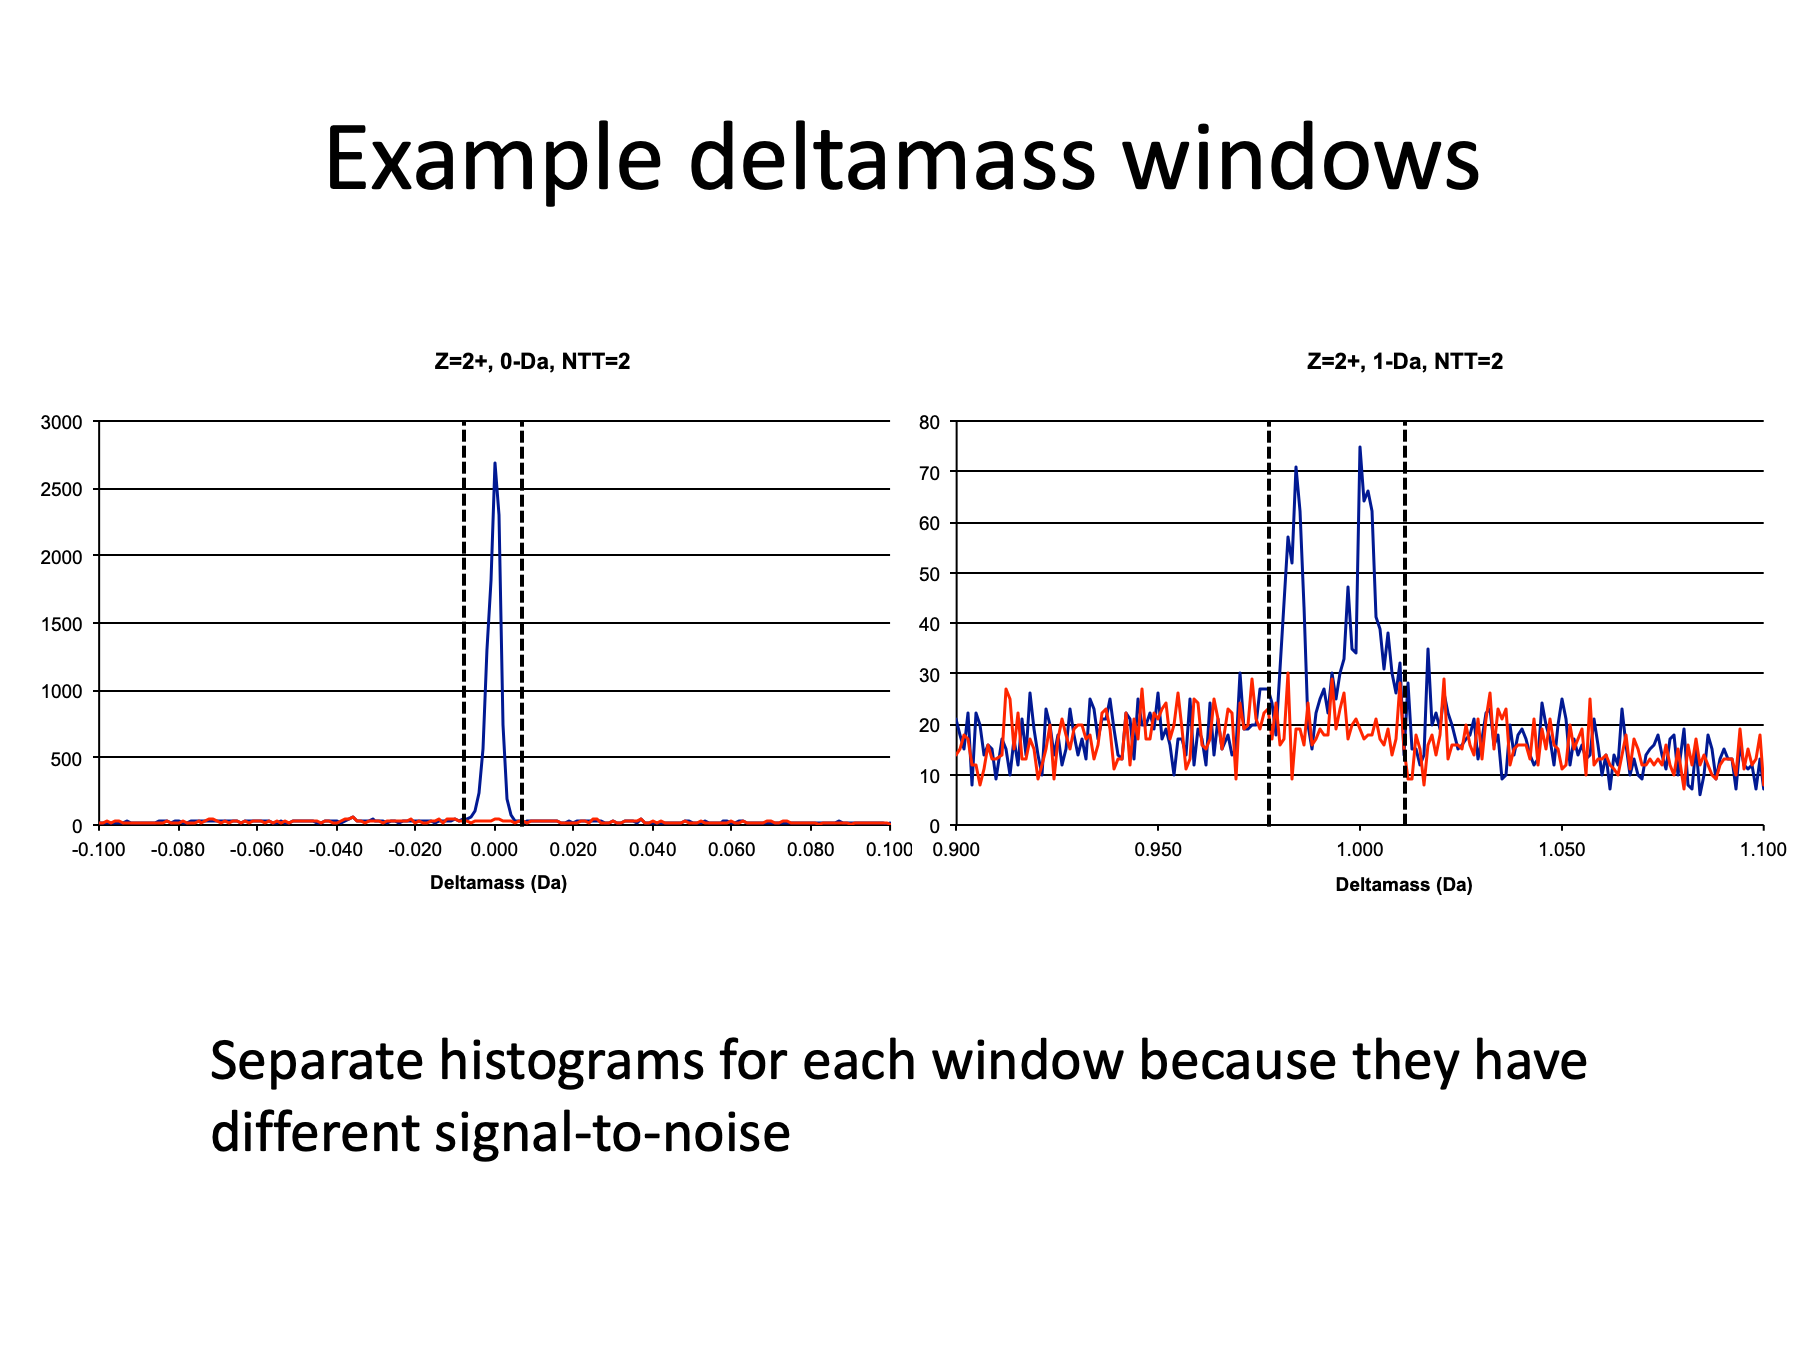 Example deltamass windows
Z=2+, 0-Da, NTT=2
3000
2500
2000
1500
1000
500
0
-0.100 -0.080 -0.060 -0.040 -0.020 0.000 0.020 0.040 0.060 0.080 0.100
Deltamass (Da)
Z=2+, 1-Da, NTT=2
80
70
60
50
40
30
20
10
0
0.900 0.950 1.000 1.050 1.100
Deltamass (Da)
Separate histograms for each window because they have
different signal-to-noise